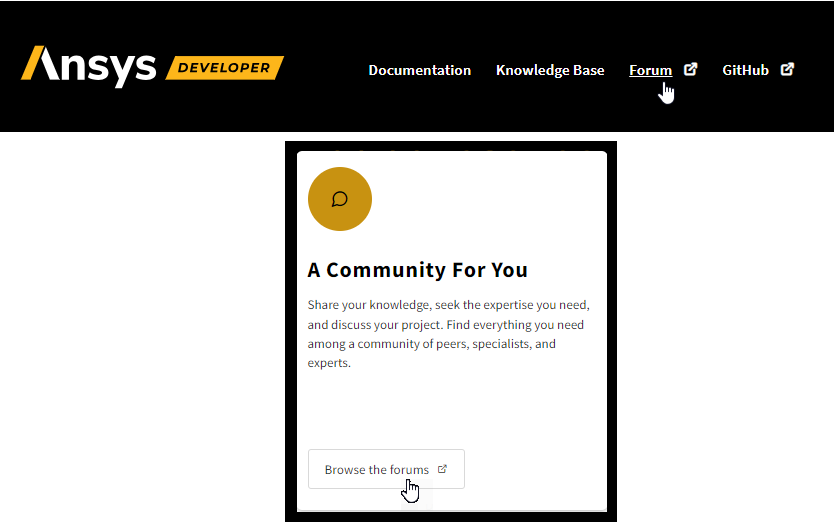 Ansys DEVELOPER
Documentation Knowledge Base Forum GitHub
A Community For You
Share your knowledge, seek the expertise you need,
and discuss your project. Find everything you need
among a community of peers, specialists, and
experts.
Browse the forums